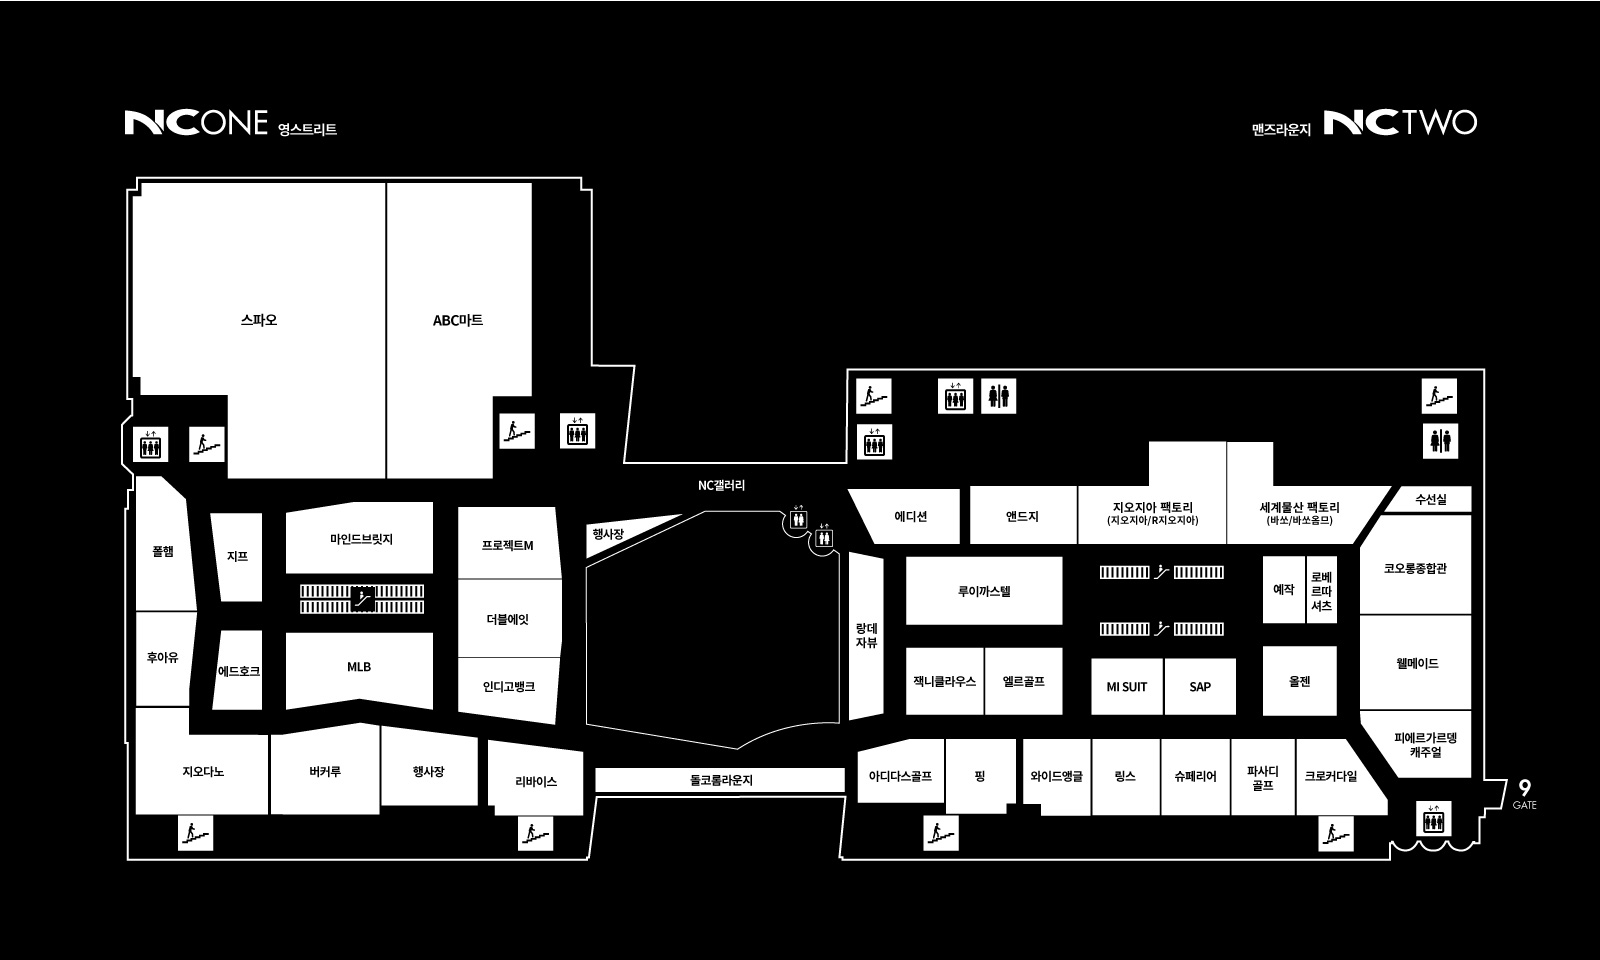 NC ONE 영스트리트
맨즈라운지 NC TWO
스파오
ABC마트
NC갤러리
행사장
폴햄
지프
마인드브릿지
프로젝트M
더블에잇
인디고뱅크
후아유
에드호크
MLB
지오다노
버커루
행사장
리바이스
돌코롬라운지
에디션
앤드지
지오지아 팩토리
(지오지아/R지오지아)
세계물산 팩토리
(바쏘/바쏘옴므)
수선실
코오롱종합관
랑데
자뷰
루이까스텔
예작
로베
르따
셔츠
웰메이드
잭니클라우스
엘르골프
MI SUIT
SAP
올젠
피에르가르뎅
캐주얼
아디다스골프
핑
와이드앵글
링스
슈페리어
파사디
골프
크로커다일
9
GATE